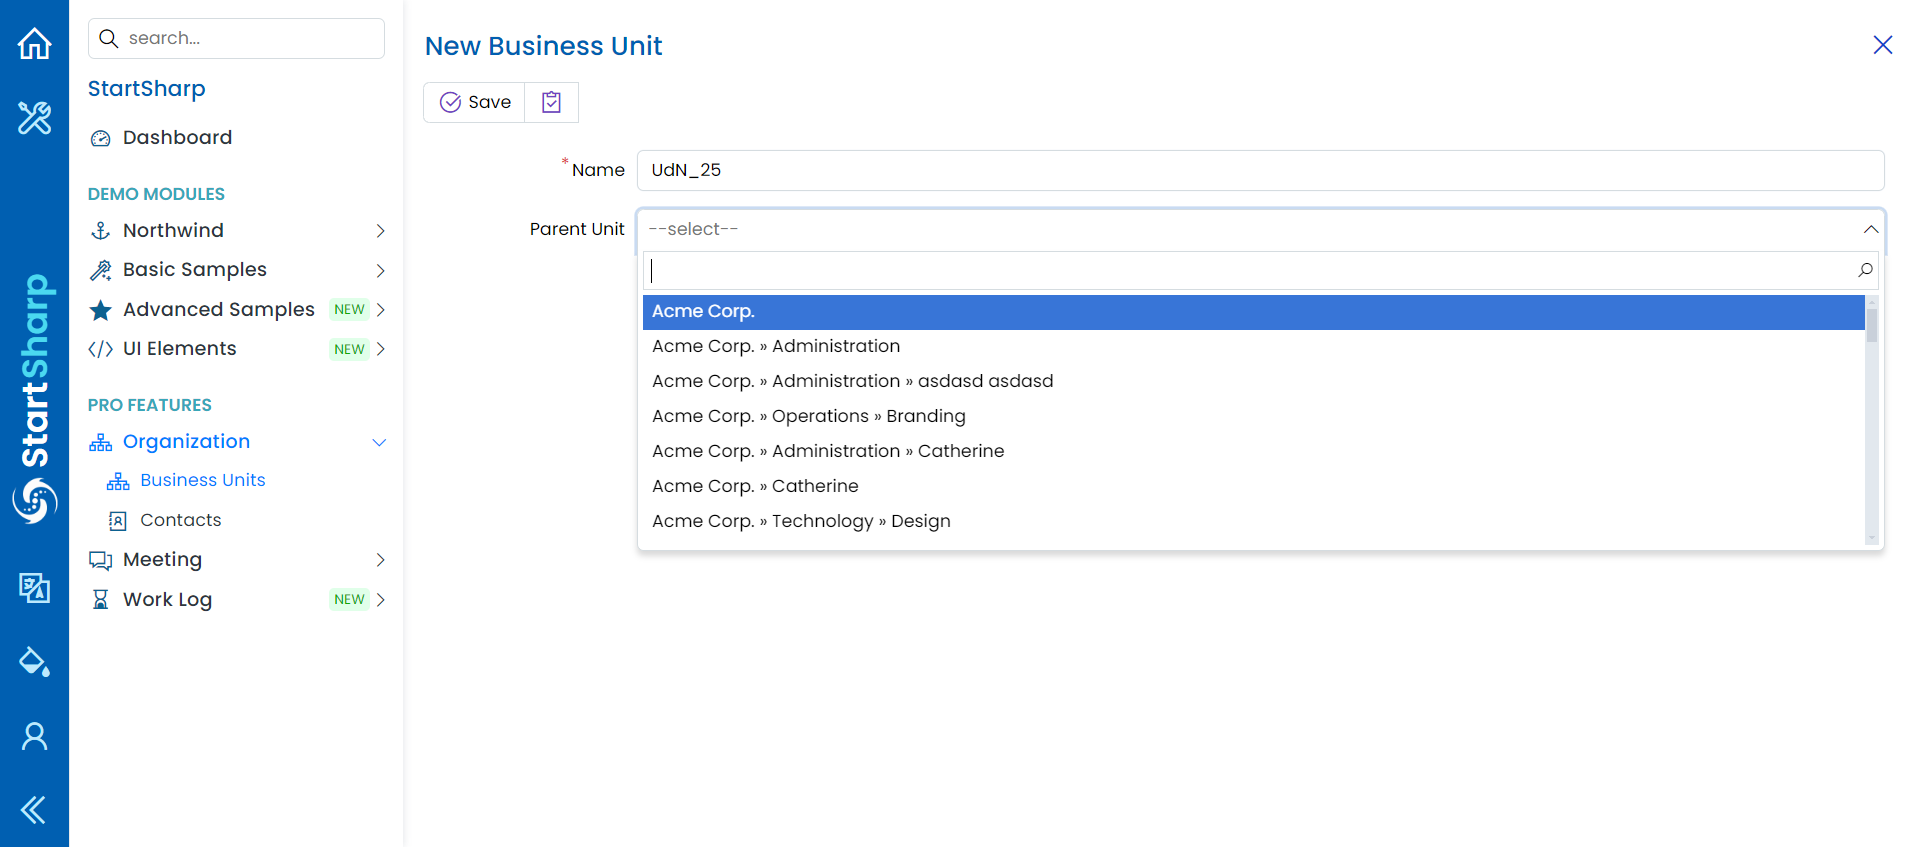 search...
StartSharp
Dashboard
DEMO MODULES
Northwind
Basic Samples
Advanced Samples NEW
UI Elements NEW
PRO FEATURES
Organization
Business Units
Contacts
Meeting
Work Log NEW
StartSharp
New Business Unit
Save
* Name UdN_25
Parent Unit --select--
Acme Corp.
Acme Corp. » Administration
Acme Corp. » Administration » asdasd asdasd
Acme Corp. » Operations » Branding
Acme Corp. » Administration » Catherine
Acme Corp. » Catherine
Acme Corp. » Technology » Design